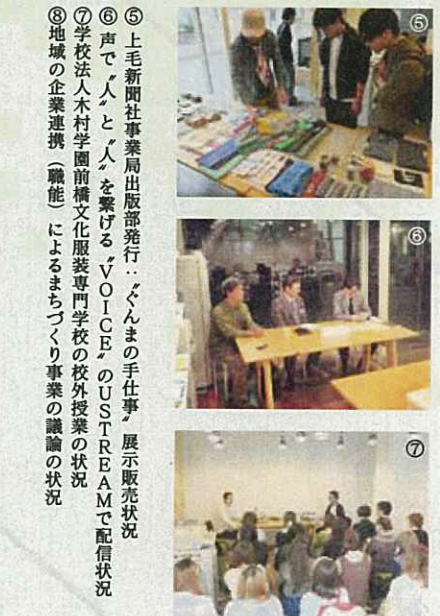 ⑤上毛新聞社事業局出版部発行:〝ぐんまの手仕事〟展示販売状況
⑥声で〝人〟と〝人〟を繋げる〝VOICE〟のUSTREAMで配信状況
⑦学校法人木村学園前橋文化服装専門学校の校外授業の状況
⑧地域の企業連携（職能）によるまちづくり事業の議論の状況
⑤
⑥
⑦